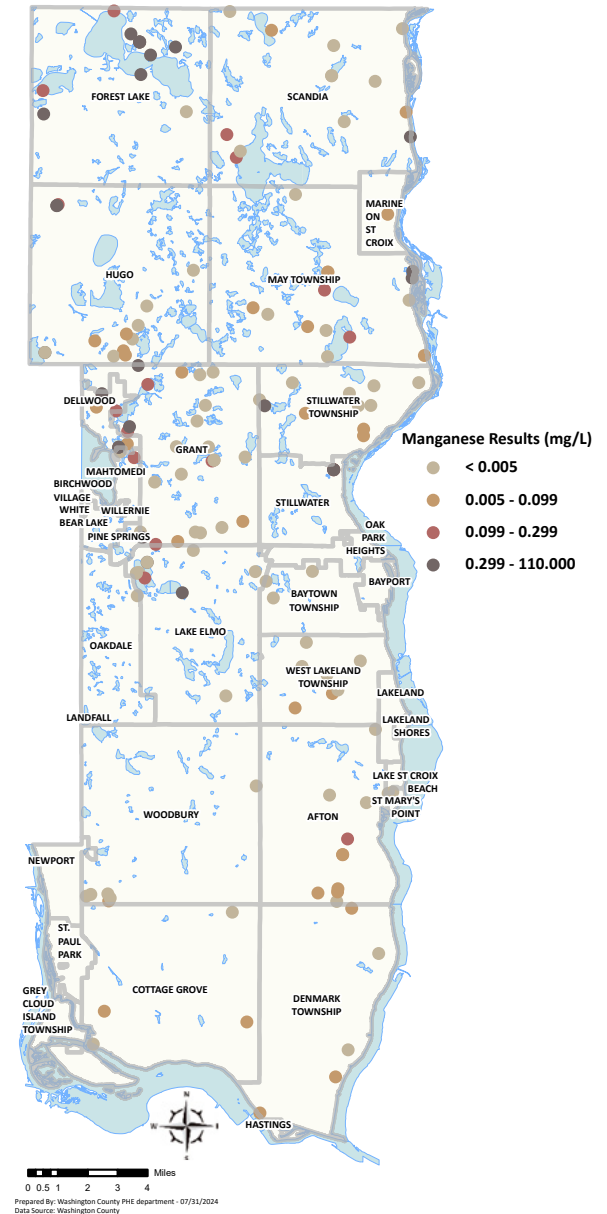 FOREST LAKE
SCANDIA
MARINE
ON
ST
CROIX
HUGO
MAY TOWNSHIP
DELLWOOD
STILLWATER
TOWNSHIP
GRANT
MAHTOMEDI
BIRCHWOOD
VILLAGE
WHITE
BEAR LAKE
WILLERNIE
PINE SPRINGS
STILLWATER
OAK
PARK
HEIGHTS
BAYPORT
BAYTOWN
TOWNSHIP
LAKE ELMO
OAKDALE
WEST LAKELAND
TOWNSHIP
LAKELAND
LANDFALL
LAKELAND
SHORES
LAKE ST CROIX
BEACH
ST MARY'S
POINT
WOODBURY
AFTON
NEWPORT
ST.
PAUL
PARK
COTTAGE GROVE
GREY
CLOUD
ISLAND
TOWNSHIP
DENMARK
TOWNSHIP
HASTINGS
Manganese Results (mg/L)
< 0.005
0.005 - 0.099
0.099 - 0.299
0.299 - 110.000
N
W
S
Miles
0 0.5 1 2 3 4
Prepared By: Washington County PHE department - 07/31/2024
Data Source: Washington County